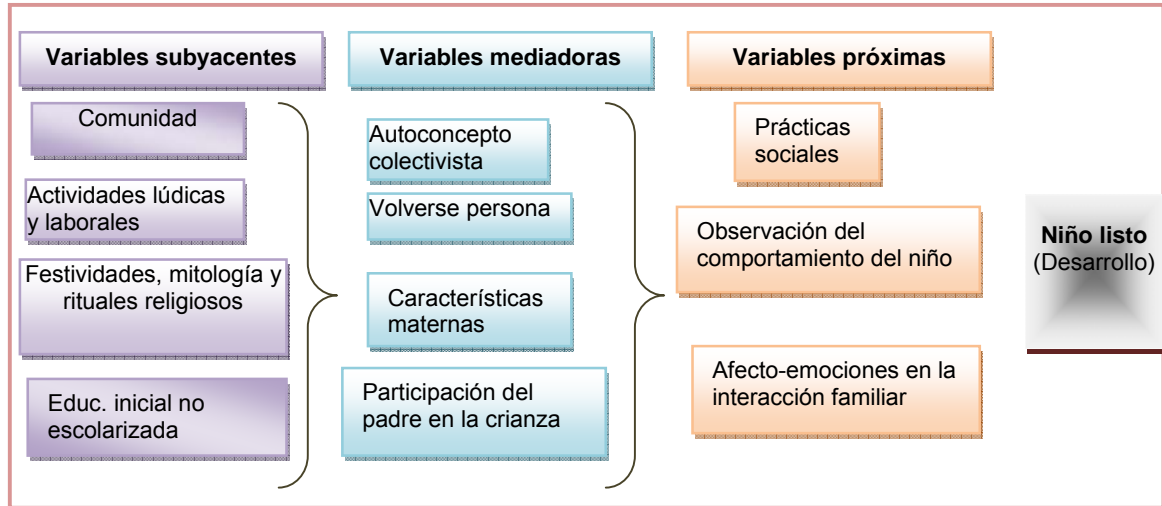 Variables subyacentes
Comunidad
Actividades lúdicas
y laborales
Festividades, mitología y
rituales religiosos
Educ. inicial no
escolarizada
Variables mediadoras
Autoconcepto
colectivista
Volverse persona
Características
maternas
Participación del
padre en la crianza
Variables próximas
Prácticas
sociales
Observación del
comportamiento del niño
Afecto-emociones en la
interacción familiar
Niño listo
(Desarrollo)